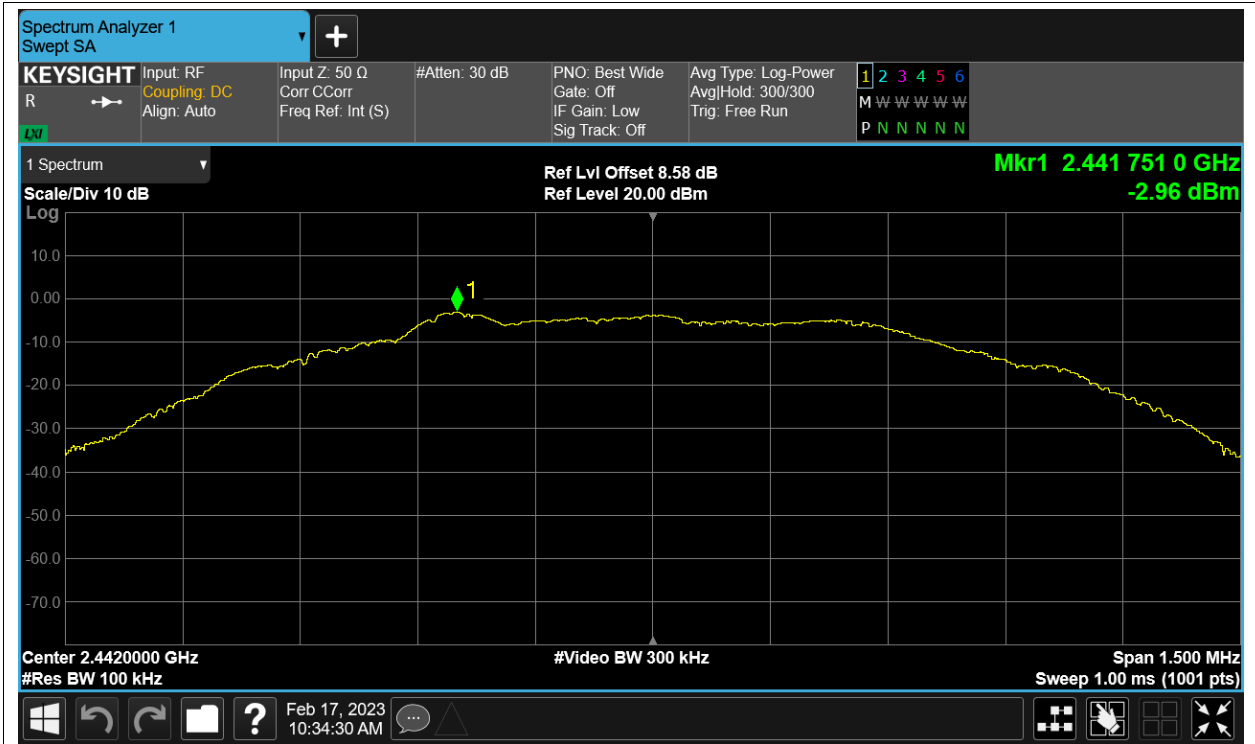 Spectrum Analyzer 1
Swept SA
KEYSIGHT
R
LXI
Input: RF
Coupling: DC
Align: Auto
Input Z: 50 Ω
Corr CCorr
Freq Ref: Int (S)
#Atten: 30 dB
PNO: Best Wide
Gate: Off
IF Gain: Low
Sig Track: Off
Avg Type: Log-Power
Avg|Hold: 300/300
Trig: Free Run
1 2 3 4 5 6
M W W W W W
P N N N N N
1 Spectrum
Scale/Div 10 dB
Log
Ref Lvl Offset 8.58 dB
Ref Level 20.00 dBm
Mkr1 2.441 751 0 GHz
-2.96 dBm
1
10.0
0.00
-10.0
-20.0
-30.0
-40.0
-50.0
-60.0
-70.0
Center 2.4420000 GHz
#Res BW 100 kHz
#Video BW 300 kHz
Span 1.500 MHz
Sweep 1.00 ms (1001 pts)
?
Feb 17, 2023
10:34:30 AM